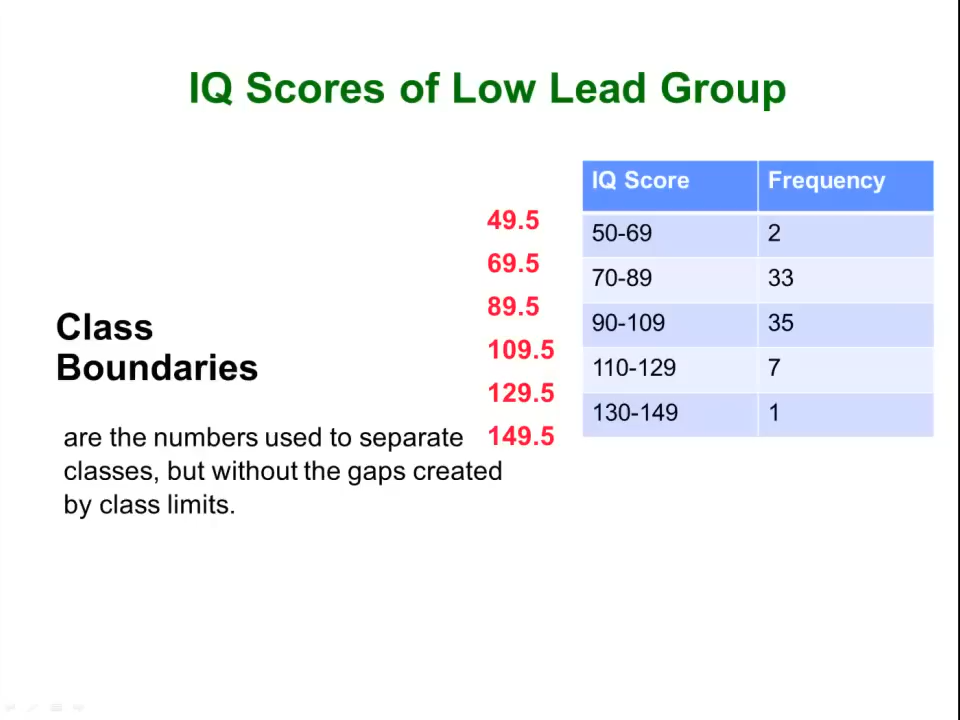 IQ Scores of Low Lead Group
IQ Score Frequency
49.5
50-69 2
69.5
70-89 33
89.5
90-109 35
109.5
110-129 7
129.5
130-149 1
149.5
Class
Boundaries
are the numbers used to separate
classes, but without the gaps created
by class limits.